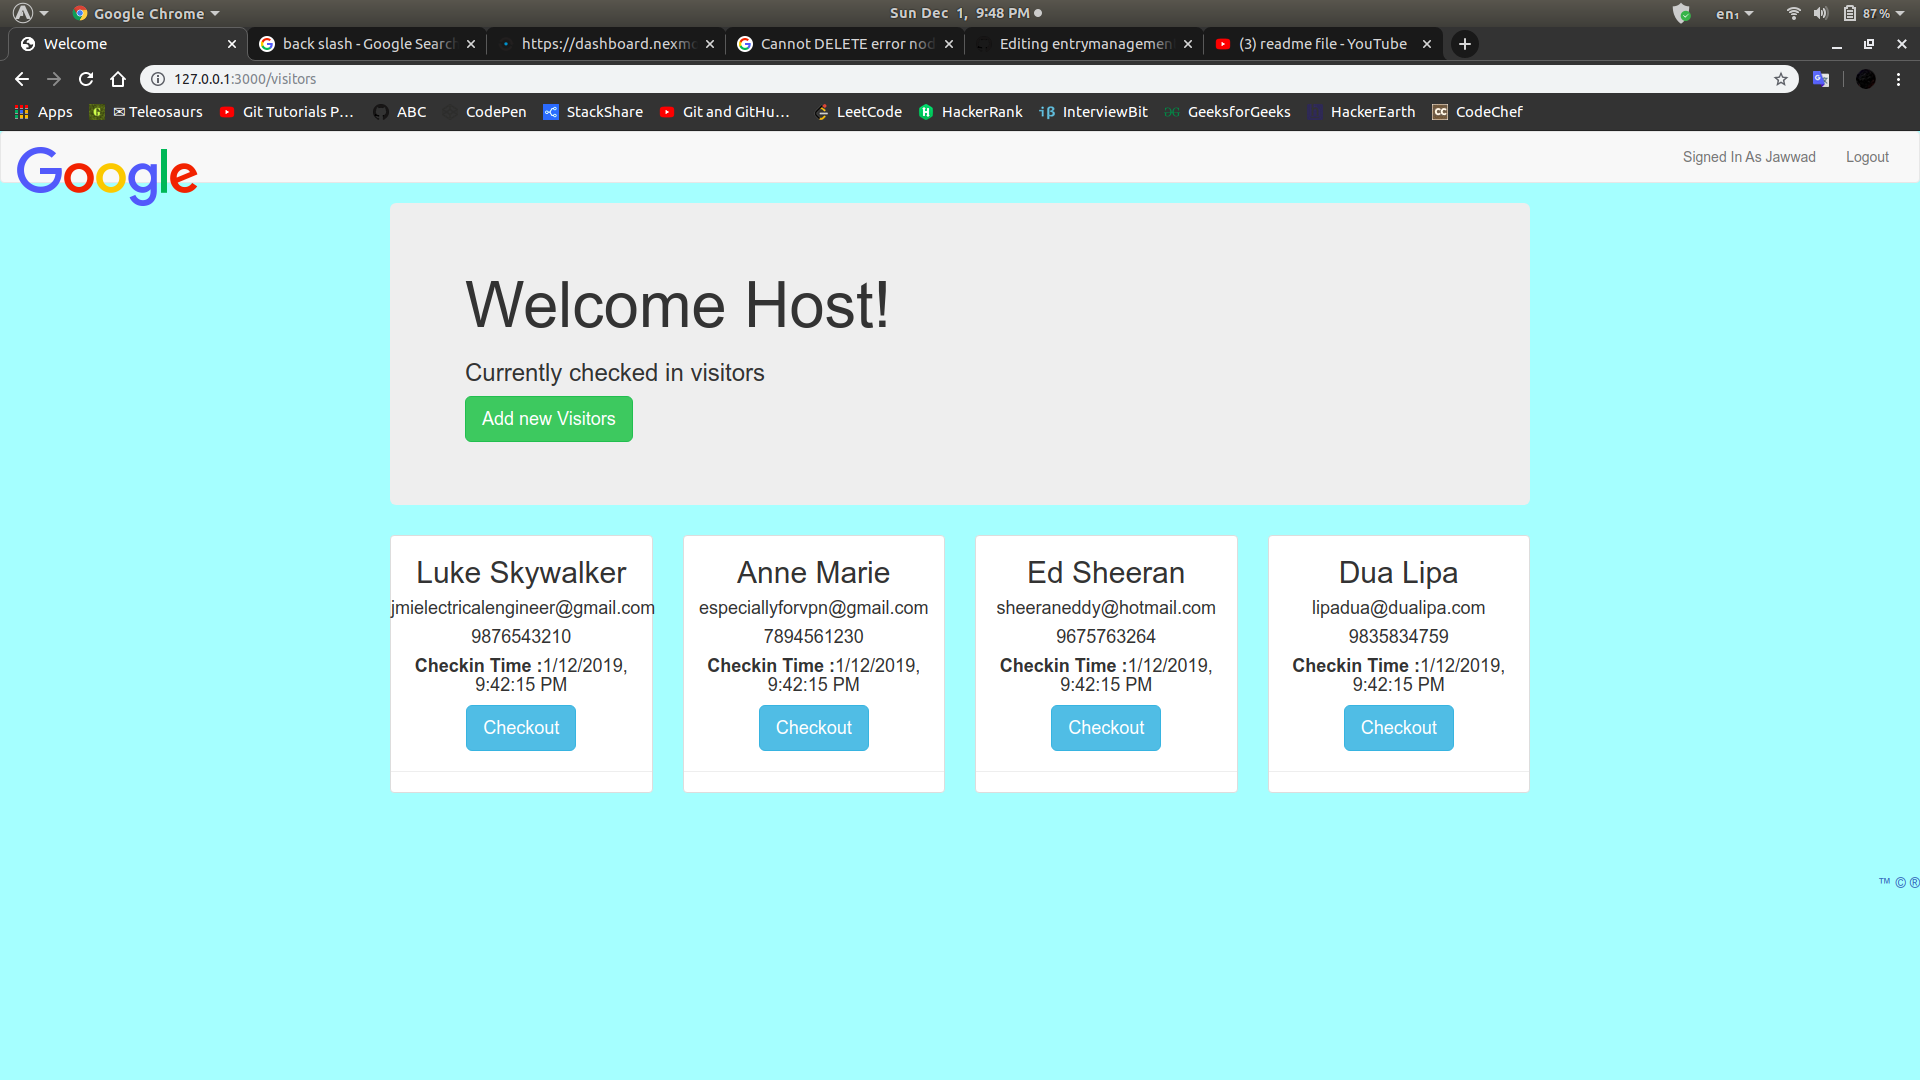 Google Chrome
Sun Dec 1, 9:48 PM
en₁
87 %
Welcome
back slash - Google Search
https://dashboard.nexmo
Cannot DELETE error nod
Editing entrymanagemen
(3) readme file - YouTube
127.0.0.1:3000/visitors
Apps
✉ Teleosaurs
Git Tutorials P…
ABC
CodePen
StackShare
Git and GitHu…
LeetCode
HackerRank
InterviewBit
GeeksforGeeks
HackerEarth
CodeChef
Google
Signed In As Jawwad
Logout
Welcome Host!
Currently checked in visitors
Add new Visitors
Luke Skywalker
jmielectricalengineer@gmail.com
9876543210
Checkin Time :1/12/2019,
9:42:15 PM
Checkout
Anne Marie
especiallyforvpn@gmail.com
7894561230
Checkin Time :1/12/2019,
9:42:15 PM
Checkout
Ed Sheeran
sheeraneddy@hotmail.com
9675763264
Checkin Time :1/12/2019,
9:42:15 PM
Checkout
Dua Lipa
lipadua@dualipa.com
9835834759
Checkin Time :1/12/2019,
9:42:15 PM
Checkout
™ © ®